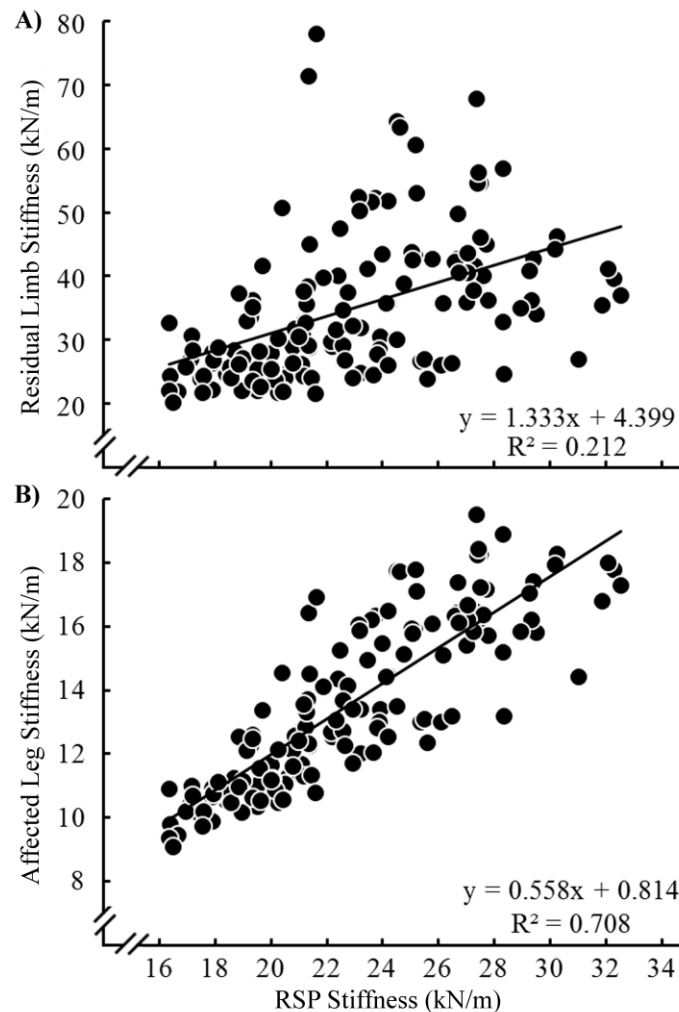 A)
80
70
60
50
40
30
20
Residual Limb Stiffness (kN/m)
y = 1.333x + 4.399
R² = 0.212
B)
20
18
16
14
12
10
8
Affected Leg Stiffness (kN/m)
y = 0.558x + 0.814
R² = 0.708
16 18 20 22 24 26 28 30 32 34
RSP Stiffness (kN/m)